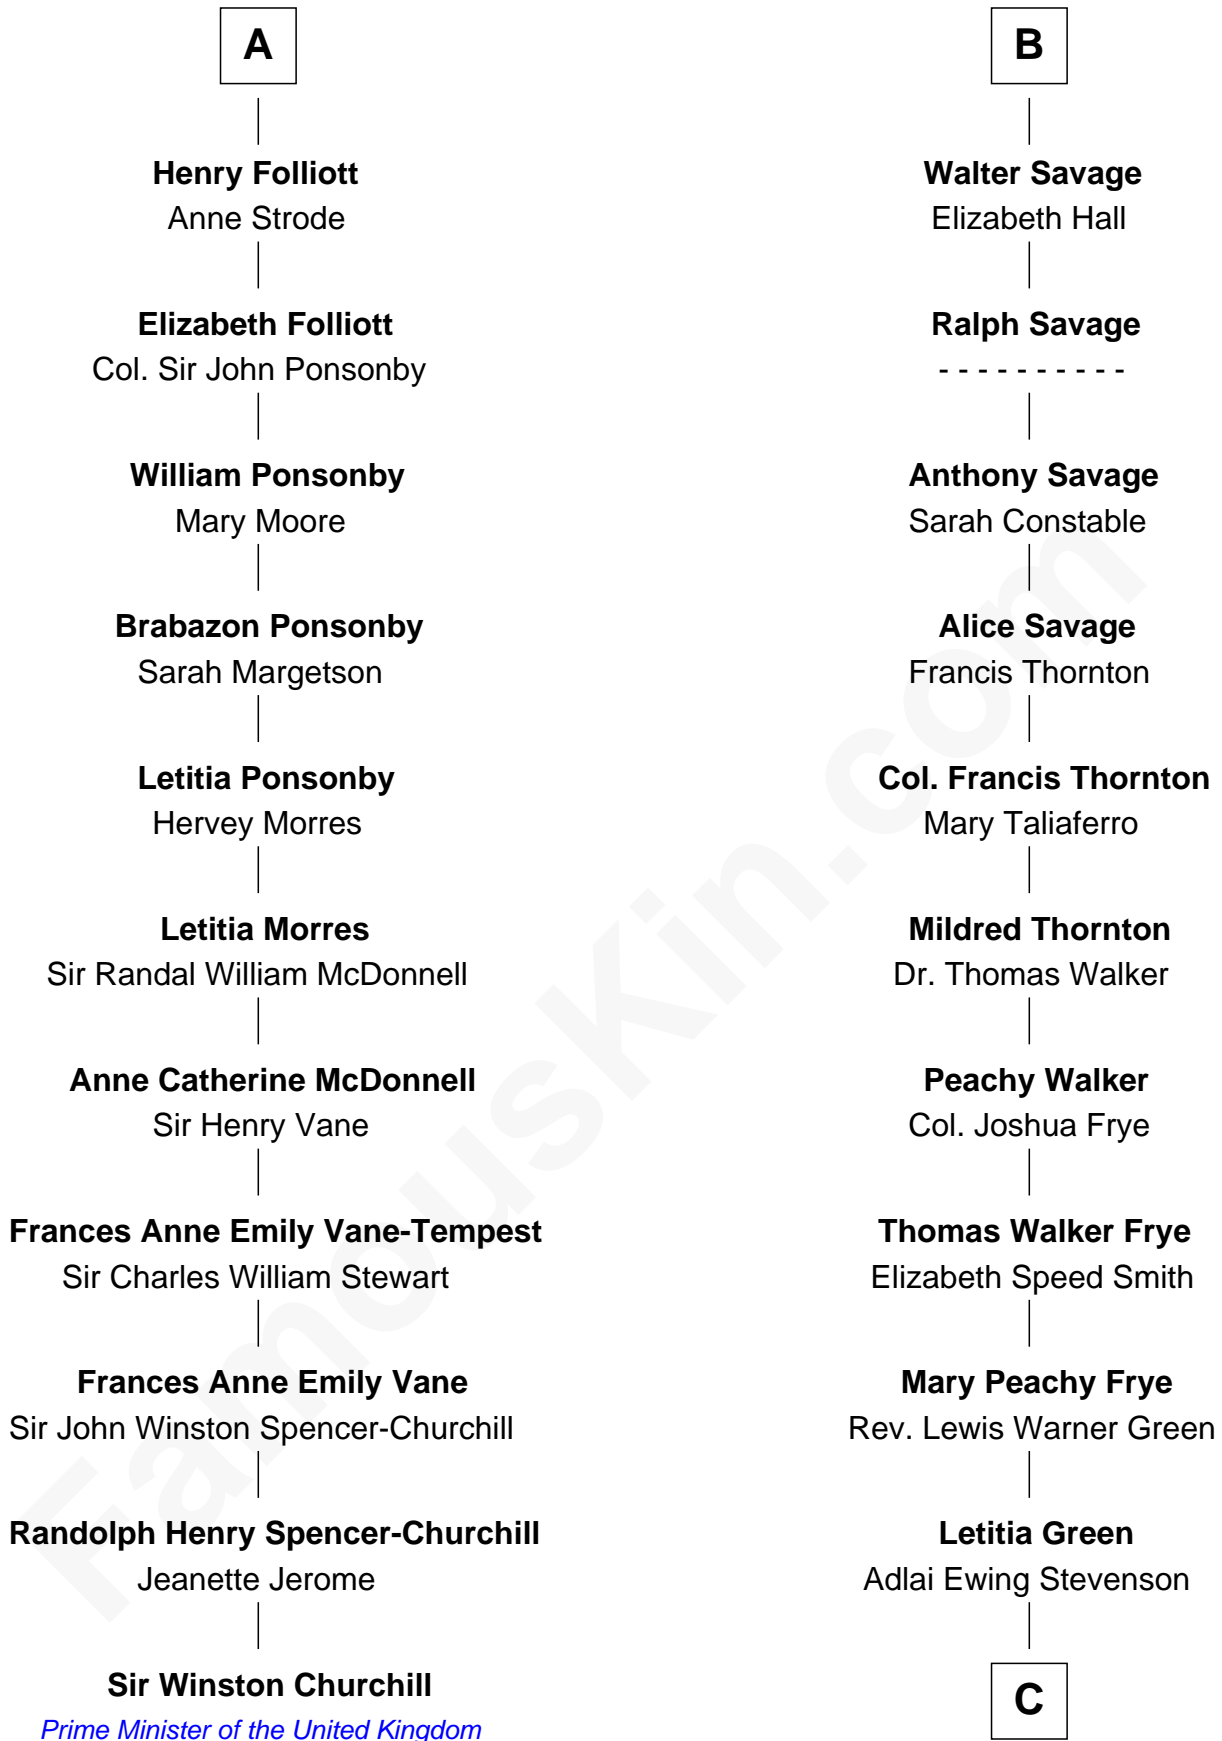 A
Henry Folliott
Anne Strode
Elizabeth Folliott
Col. Sir John Ponsonby
William Ponsonby
Mary Moore
Brabazon Ponsonby
Sarah Margetson
Letitia Ponsonby
Hervey Morres
Letitia Morres
Sir Randal William McDonnell
Anne Catherine McDonnell
Sir Henry Vane
Frances Anne Emily Vane-Tempest
Sir Charles William Stewart
Frances Anne Emily Vane
Sir John Winston Spencer-Churchill
Randolph Henry Spencer-Churchill
Jeanette Jerome
Sir Winston Churchill
Prime Minister of the United Kingdom
B
Walter Savage
Elizabeth Hall
Ralph Savage
- - - - - - - - - -
Anthony Savage
Sarah Constable
Alice Savage
Francis Thornton
Col. Francis Thornton
Mary Taliaferro
Mildred Thornton
Dr. Thomas Walker
Peachy Walker
Col. Joshua Frye
Thomas Walker Frye
Elizabeth Speed Smith
Mary Peachy Frye
Rev. Lewis Warner Green
Letitia Green
Adlai Ewing Stevenson
C
FamousKin.com